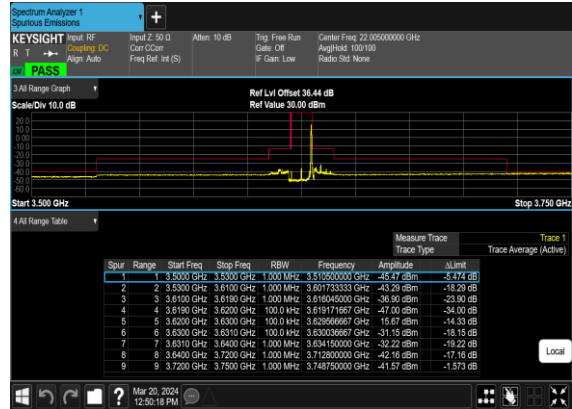 Spectrum Analyzer 1
Spurious Emissions
KEYSIGHT Input: RF Input Z: 50 Ω Atten: 10 dB Trig: Free Run Center Freq: 22.005000000 GHz
R T Coupling: DC Corr CCorr Gate: Off Avg|Hold: 100/100
Align: Auto Freq Ref: Int (S) IF Gain: Low Radio Std: None
PASS
3 All Range Graph
Ref Lvl Offset 36.44 dB
Scale/Div 10.0 dB Ref Value 30.00 dBm
20.0
10.0
0.00
-10.0
-20.0
-30.0
-40.0
-50.0
-60.0
Start 3.500 GHz Stop 3.750 GHz
4 All Range Table
Measure Trace Trace 1
Trace Type Trace Average (Active)
Spur Range Start Freq Stop Freq RBW Frequency Amplitude ΔLimit
1 1 3.5000 GHz 3.5300 GHz 1.000 MHz 3.510500000 GHz -45.47 dBm -5.474 dB
2 2 3.5300 GHz 3.6100 GHz 1.000 MHz 3.601733333 GHz -43.29 dBm -18.29 dB
3 3 3.6100 GHz 3.6190 GHz 1.000 MHz 3.616045000 GHz -36.90 dBm -23.90 dB
4 4 3.6190 GHz 3.6200 GHz 100.0 kHz 3.619171667 GHz -47.00 dBm -34.00 dB
5 5 3.6200 GHz 3.6300 GHz 100.0 kHz 3.629566667 GHz 15.67 dBm -14.33 dB
6 6 3.6300 GHz 3.6310 GHz 100.0 kHz 3.630036667 GHz -31.15 dBm -18.15 dB
7 7 3.6310 GHz 3.6400 GHz 1.000 MHz 3.634150000 GHz -32.22 dBm -19.22 dB
8 8 3.6400 GHz 3.7200 GHz 1.000 MHz 3.712800000 GHz -42.16 dBm -17.16 dB
9 9 3.7200 GHz 3.7500 GHz 1.000 MHz 3.748750000 GHz -41.57 dBm -1.573 dB
Local
Mar 20, 2024
12:50:18 PM